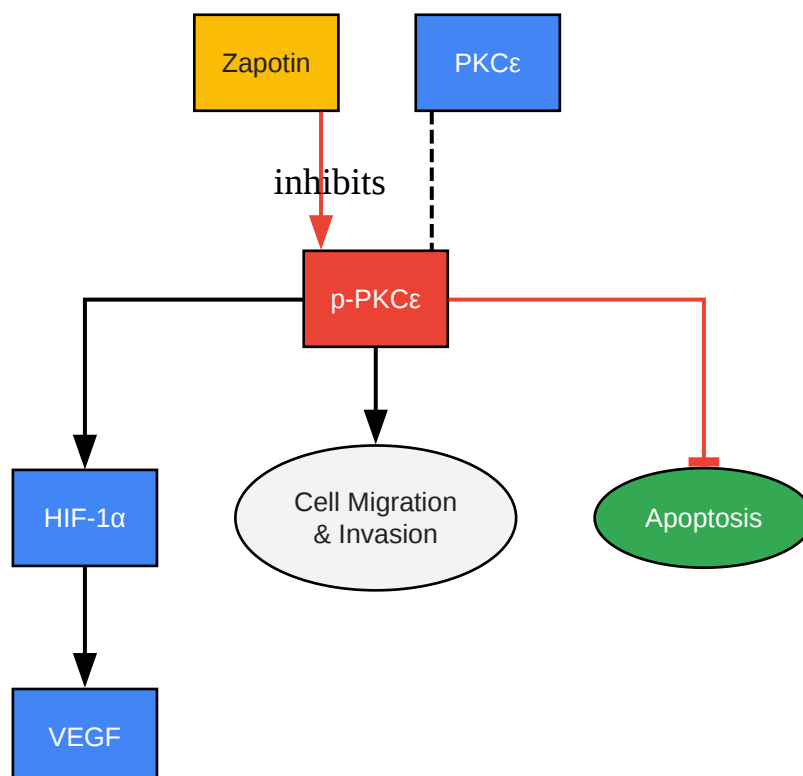 Zapotin
PKCε
inhibits
p-PKCε
HIF-1α
Cell Migration
& Invasion
Apoptosis
VEGF